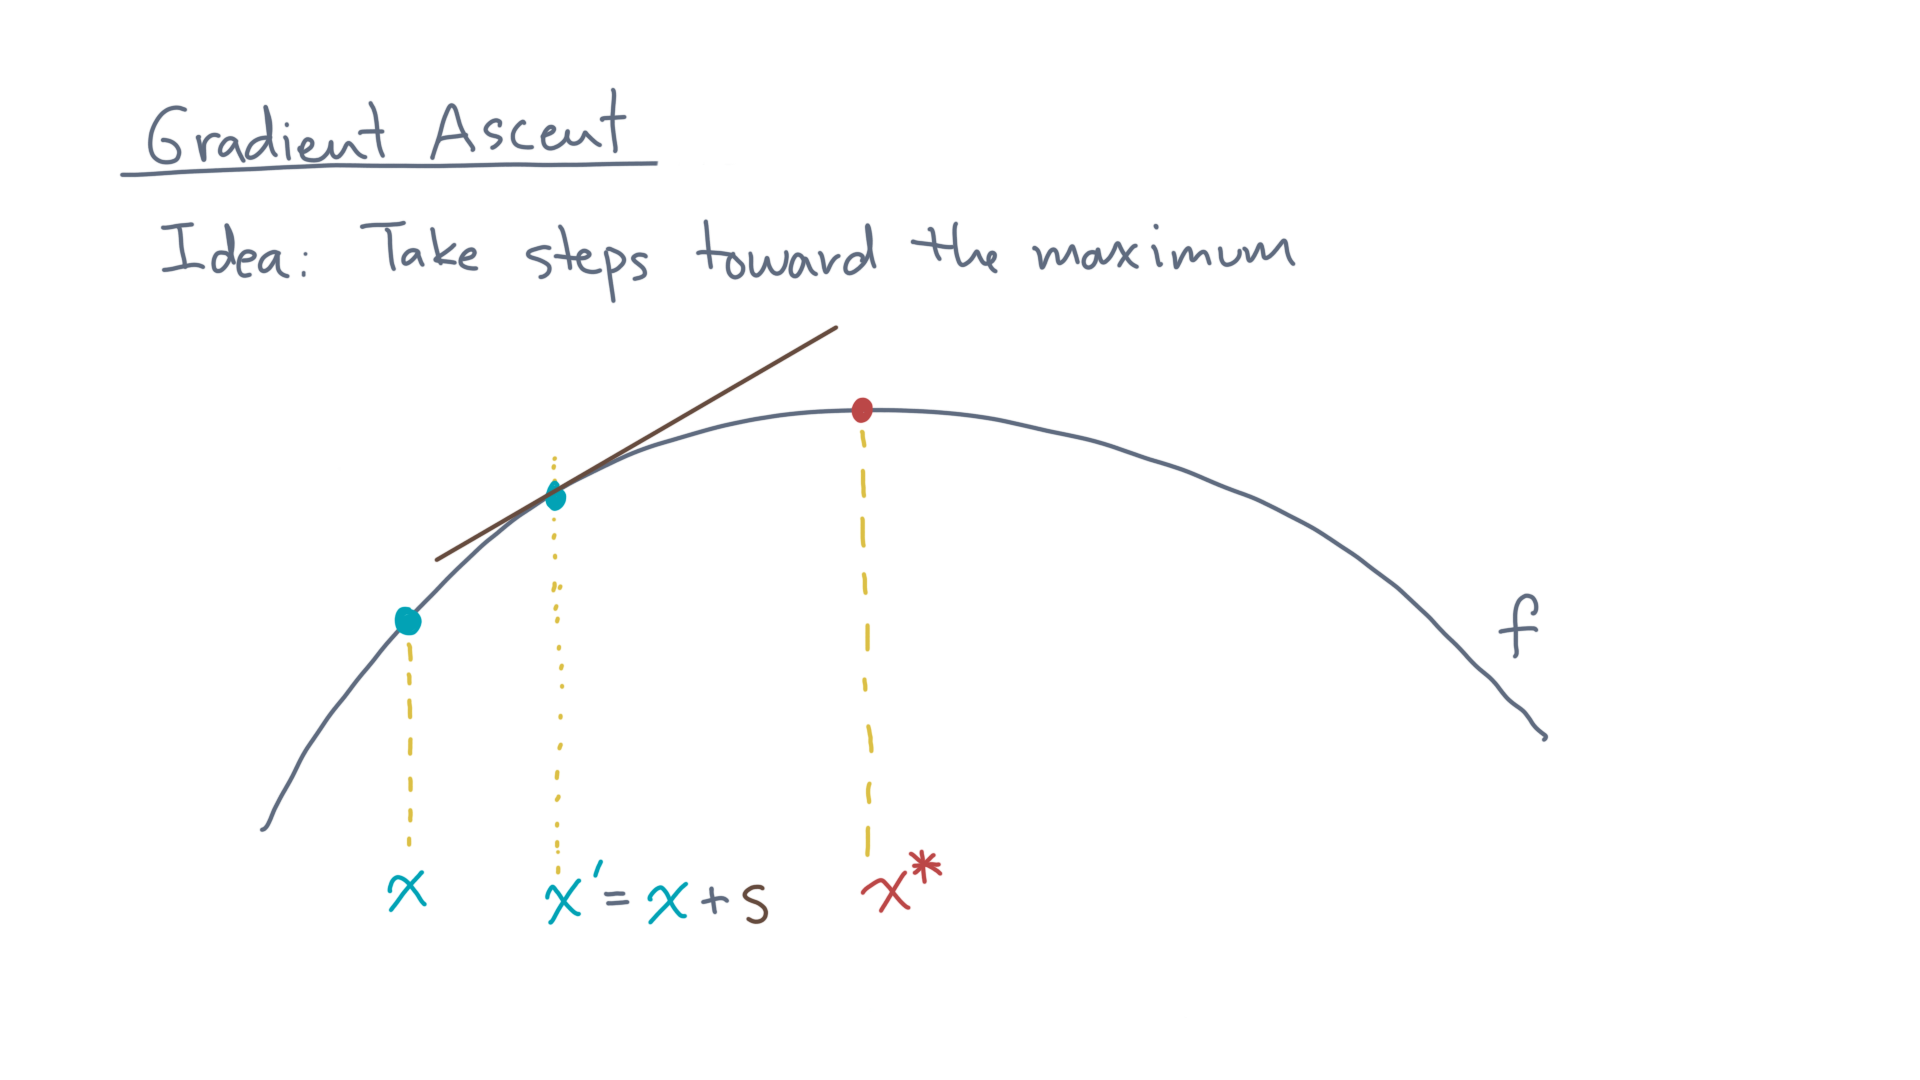 Gradient Ascent
Idea: Take steps toward the maximum
f
x
x' = x + s
x*